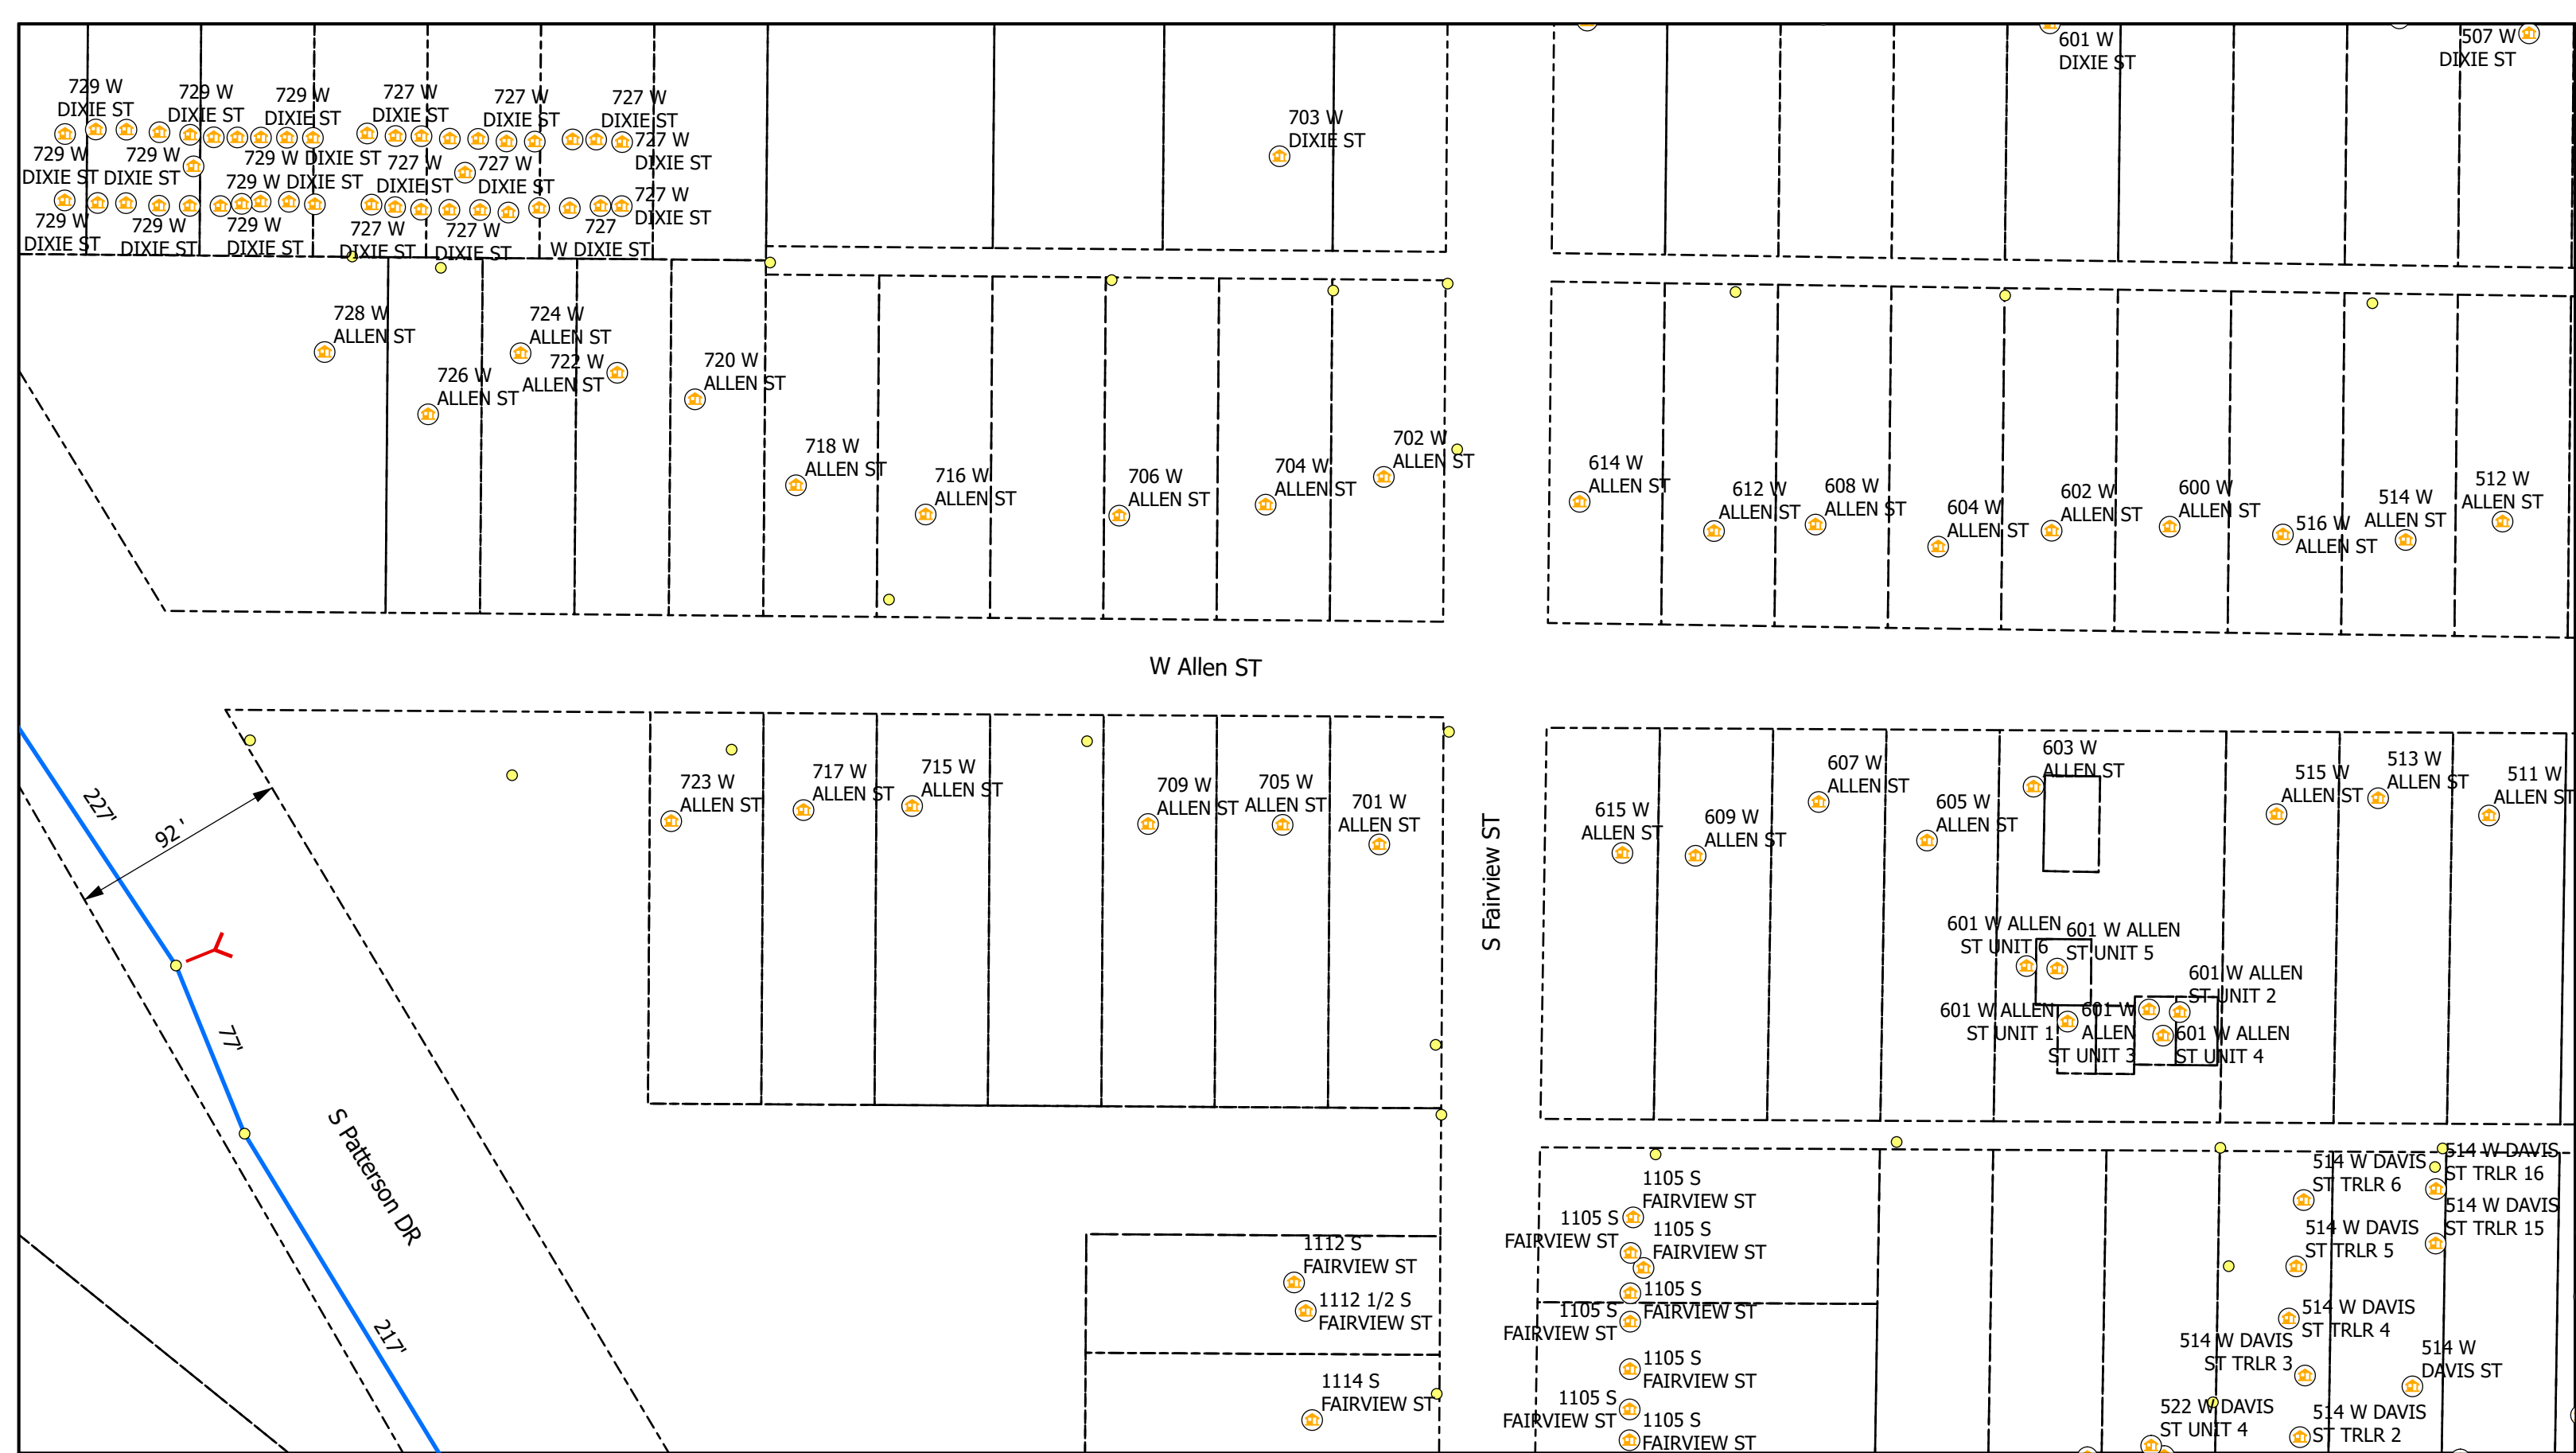 729 W
DIXIE ST
729 W
DIXIE ST
729 W
DIXIE ST
727 W
DIXIE ST
727 W
DIXIE ST
727 W
DIXIE ST
727 W
DIXIE ST
729 W
DIXIE ST
729 W
DIXIE ST
729 W DIXIE ST
727 W
DIXIE ST
727 W
DIXIE ST
729 W DIXIE ST
727 W
DIXIE ST
729 W
DIXIE ST
729 W
DIXIE ST
729 W
DIXIE ST
727 W
DIXIE ST
727 W
DIXIE ST
727
W DIXIE ST
703 W
DIXIE ST
601 W
DIXIE ST
507 W
DIXIE ST
728 W
ALLEN ST
726 W
ALLEN ST
724 W
ALLEN ST
722 W
ALLEN ST
720 W
ALLEN ST
718 W
ALLEN ST
716 W
ALLEN ST
706 W
ALLEN ST
704 W
ALLEN ST
702 W
ALLEN ST
614 W
ALLEN ST
612 W
ALLEN ST
608 W
ALLEN ST
604 W
ALLEN ST
602 W
ALLEN ST
600 W
ALLEN ST
516 W
ALLEN ST
514 W
ALLEN ST
512 W
ALLEN ST
W Allen ST
227'
92'
77'
S Patterson DR
217'
723 W
ALLEN ST
717 W
ALLEN ST
715 W
ALLEN ST
709 W
ALLEN ST
705 W
ALLEN ST
701 W
ALLEN ST
S Fairview ST
615 W
ALLEN ST
609 W
ALLEN ST
607 W
ALLEN ST
605 W
ALLEN ST
603 W
ALLEN ST
515 W
ALLEN ST
513 W
ALLEN ST
511 W
ALLEN ST
601 W ALLEN
ST UNIT 6
601 W ALLEN
ST UNIT 5
601 W ALLEN
ST UNIT 2
601 W ALLEN
ST UNIT 1
601 W
ALLEN
ST UNIT 3
601 W ALLEN
ST UNIT 4
1112 S
FAIRVIEW ST
1112 1/2 S
FAIRVIEW ST
1114 S
FAIRVIEW ST
1105 S
FAIRVIEW ST
1105 S
FAIRVIEW ST
1105 S
FAIRVIEW ST
1105 S
FAIRVIEW ST
1105 S
FAIRVIEW ST
1105 S
FAIRVIEW ST
1105 S
FAIRVIEW ST
1105 S
FAIRVIEW ST
514 W DAVIS
ST TRLR 6
514 W DAVIS
ST TRLR 16
514 W DAVIS
ST TRLR 15
514 W DAVIS
ST TRLR 5
514 W DAVIS
ST TRLR 4
514 W DAVIS
ST TRLR 3
514 W
DAVIS ST
522 W DAVIS
ST UNIT 4
514 W DAVIS
ST TRLR 2